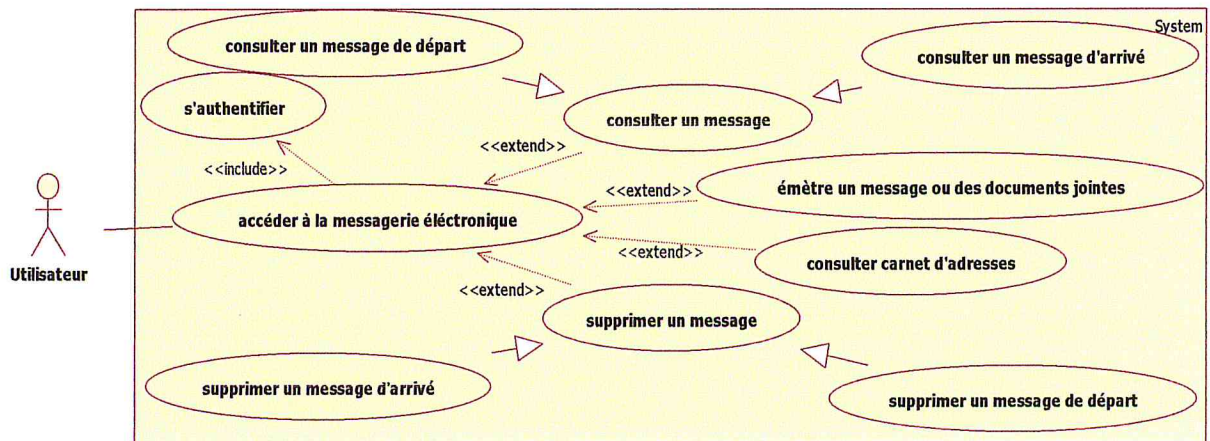 System
consulter un message de départ
consulter un message d'arrivé
s'authentifier
consulter un message
<<extend>>
<<include>>
<<extend>>
émètre un message ou des documents jointes
accéder à la messagerie éléctronique
<<extend>>
consulter carnet d'adresses
Utilisateur
<<extend>>
supprimer un message
supprimer un message d'arrivé
supprimer un message de départ